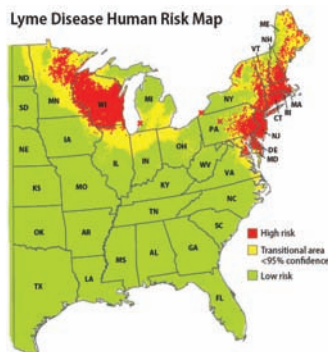 Lyme Disease Human Risk Map
ME
NH
VT
ND
MN
SD
WI
MI
NY
MA
RI
CT
PA
NJ
IA
NE
IL
IN
OH
DE
MD
WV
VA
KS
MO
KY
NC
TN
OK
AR
SC
MS
AL
GA
TX
LA
FL
High risk
Transitional area
<95% confidence
Low risk